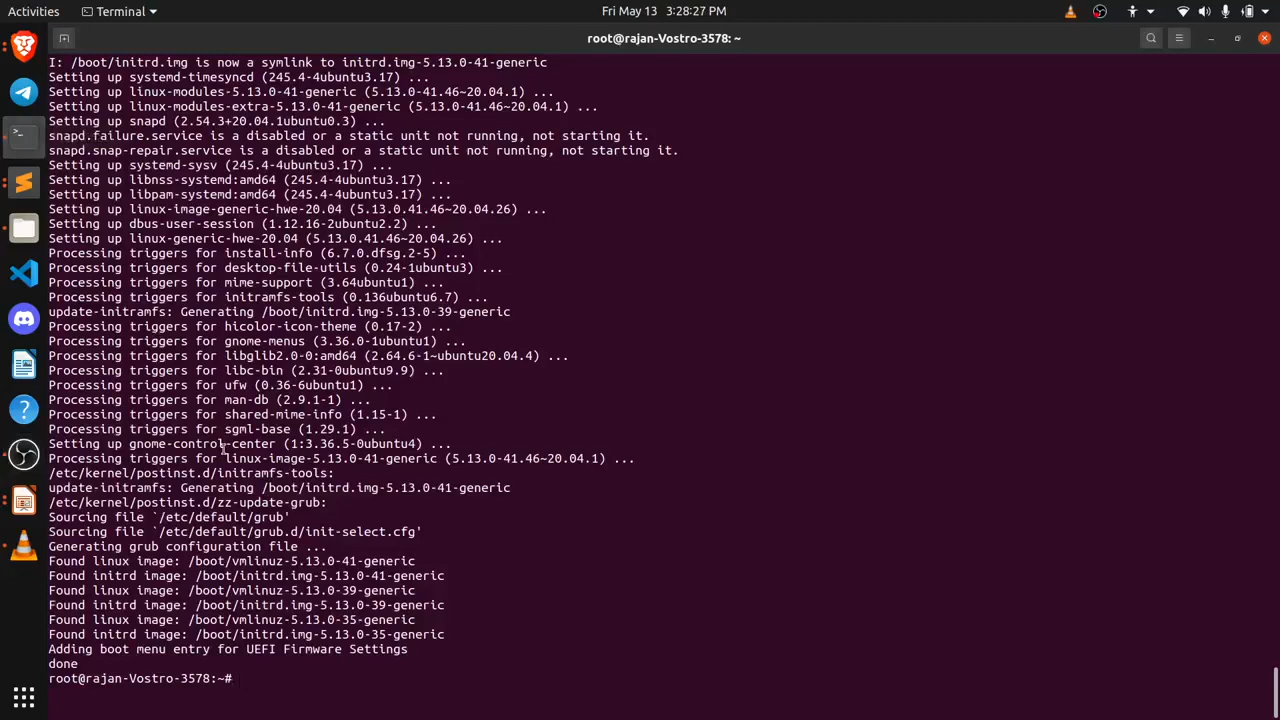 Activities
Terminal
Fri May 13  3:28:27 PM
root@rajan-Vostro-3578: ~
I: /boot/initrd.img is now a symlink to initrd.img-5.13.0-41-generic
Setting up systemd-timesyncd (245.4-4ubuntu3.17) ...
Setting up linux-modules-5.13.0-41-generic (5.13.0-41.46~20.04.1) ...
Setting up linux-modules-extra-5.13.0-41-generic (5.13.0-41.46~20.04.1) ...
Setting up snapd (2.54.3+20.04.1ubuntu0.3) ...
snapd.failure.service is a disabled or a static unit not running, not starting it.
snapd.snap-repair.service is a disabled or a static unit not running, not starting it.
Setting up systemd-sysv (245.4-4ubuntu3.17) ...
Setting up libnss-systemd:amd64 (245.4-4ubuntu3.17) ...
Setting up libpam-systemd:amd64 (245.4-4ubuntu3.17) ...
Setting up linux-image-generic-hwe-20.04 (5.13.0.41.46~20.04.26) ...
Setting up dbus-user-session (1.12.16-2ubuntu2.2) ...
Setting up linux-generic-hwe-20.04 (5.13.0.41.46~20.04.26) ...
Processing triggers for install-info (6.7.0.dfsg.2-5) ...
Processing triggers for desktop-file-utils (0.24-1ubuntu3) ...
Processing triggers for mime-support (3.64ubuntu1) ...
Processing triggers for initramfs-tools (0.136ubuntu6.7) ...
update-initramfs: Generating /boot/initrd.img-5.13.0-39-generic
Processing triggers for hicolor-icon-theme (0.17-2) ...
Processing triggers for gnome-menus (3.36.0-1ubuntu1) ...
Processing triggers for libglib2.0-0:amd64 (2.64.6-1~ubuntu20.04.4) ...
Processing triggers for libc-bin (2.31-0ubuntu9.9) ...
Processing triggers for ufw (0.36-6ubuntu1) ...
Processing triggers for man-db (2.9.1-1) ...
Processing triggers for shared-mime-info (1.15-1) ...
Processing triggers for sgml-base (1.29.1) ...
Setting up gnome-control-center (1:3.36.5-0ubuntu4) ...
Processing triggers for linux-image-5.13.0-41-generic (5.13.0-41.46~20.04.1) ...
/etc/kernel/postinst.d/initramfs-tools:
update-initramfs: Generating /boot/initrd.img-5.13.0-41-generic
/etc/kernel/postinst.d/zz-update-grub:
Sourcing file `/etc/default/grub'
Sourcing file `/etc/default/grub.d/init-select.cfg'
Generating grub configuration file ...
Found linux image: /boot/vmlinuz-5.13.0-41-generic
Found initrd image: /boot/initrd.img-5.13.0-41-generic
Found linux image: /boot/vmlinuz-5.13.0-39-generic
Found initrd image: /boot/initrd.img-5.13.0-39-generic
Found linux image: /boot/vmlinuz-5.13.0-35-generic
Found initrd image: /boot/initrd.img-5.13.0-35-generic
Adding boot menu entry for UEFI Firmware Settings
done
root@rajan-Vostro-3578:~#